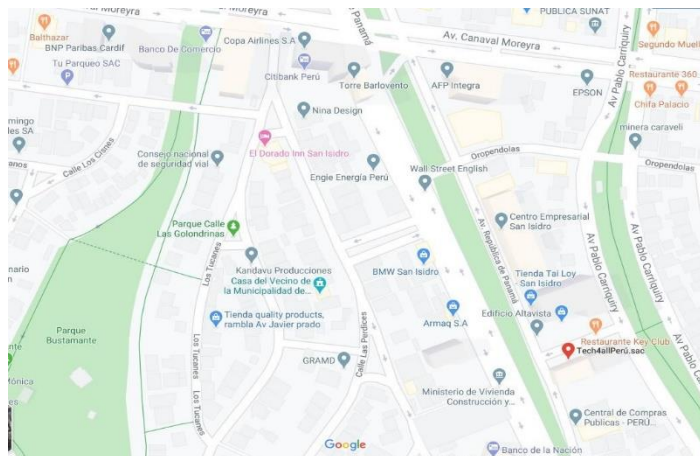 PUBLICA SUNAT
Balthazar
BNP Paribas Cardif
Banco De Comercio
Copa Airlines S.A
Av. Canaval Moreyra
Segundo Muell
Tu Parqueo SAC
Citibank Perú
Restaurante 360
Torre Barlovento
AFP Integra
EPSON
Chifa Palacio
Av Pablo Carriquiry
Nina Design
minera caraveli
Calle Los Cisnes
El Dorado Inn San Isidro
Consejo nacional
de seguridad vial
Oropendolas
Oropendolas
Engie Energía Perú
Wall Street English
Parque Calle
Las Golondrinas
Centro Empresarial
San Isidro
Los Tucanes
Av. República de Panamá
Kandavu Producciones
BMW San Isidro
Tienda Tai Loy
San Isidro
Av Pablo Carriquiry
Av Pablo Carriquiry
Casa del Vecino de
la Municipalidad de...
Tienda quality products,
rambla Av Javier prado
Edificio Altavista
Armaq S.A
Restaurante Key Club
Parque
Bustamante
Los Tucanes
Calle Las Perdices
Tech4allPerú.sac
GRAMD
Los Tucanes
Ministerio de Vivienda
Construcción y...
Central de Compras
Publicas - PERÚ...
Google
Banco de la Nación